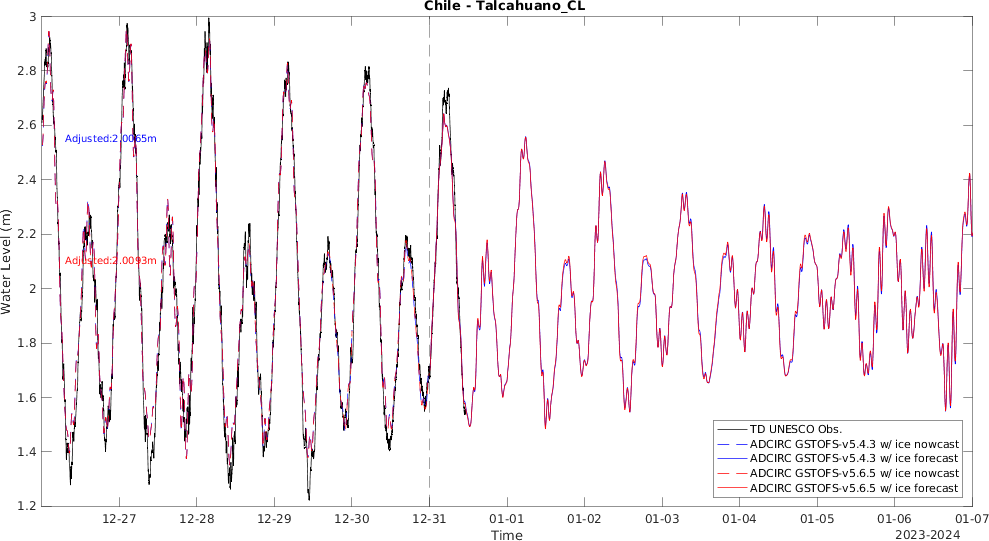 Chile - Talcahuano_CL
3
2.8
2.6
2.4
2.2
2
1.8
1.6
1.4
1.2
Water Level (m)
Adjusted:2.0065m
Adjusted:2.0093m
TD UNESCO Obs.
ADCIRC GSTOFS-v5.4.3 w/ ice nowcast
ADCIRC GSTOFS-v5.4.3 w/ ice forecast
ADCIRC GSTOFS-v5.6.5 w/ ice nowcast
ADCIRC GSTOFS-v5.6.5 w/ ice forecast
12-27 12-28 12-29 12-30 12-31 01-01 01-02 01-03 01-04 01-05 01-06 01-07
Time
2023-2024